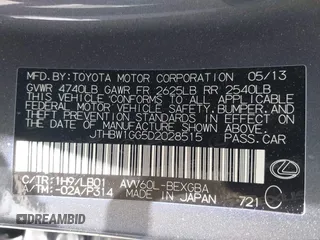 MFD. BY: TOYOTA MOTOR CORPORATION 05/13
GVWR 4740LB GAWR FR 2625LB RR 2540LB
THIS VEHICLE CONFORMS TO ALL APPLICABLE
FEDERAL MOTOR VEHICLE SAFETY, BUMPER, AND
THEFT PREVENTION STANDARDS IN EFFECT ON
THE DATE OF MANUFACTURE SHOWN ABOVE.
JTHBW1GG5D2028515 PASS.CAR
C/TR:1H9/LB01 AVV60L-BEXGBA
A/TM:-02A/P314 MADE IN JAPAN 721 C
DREAMBID